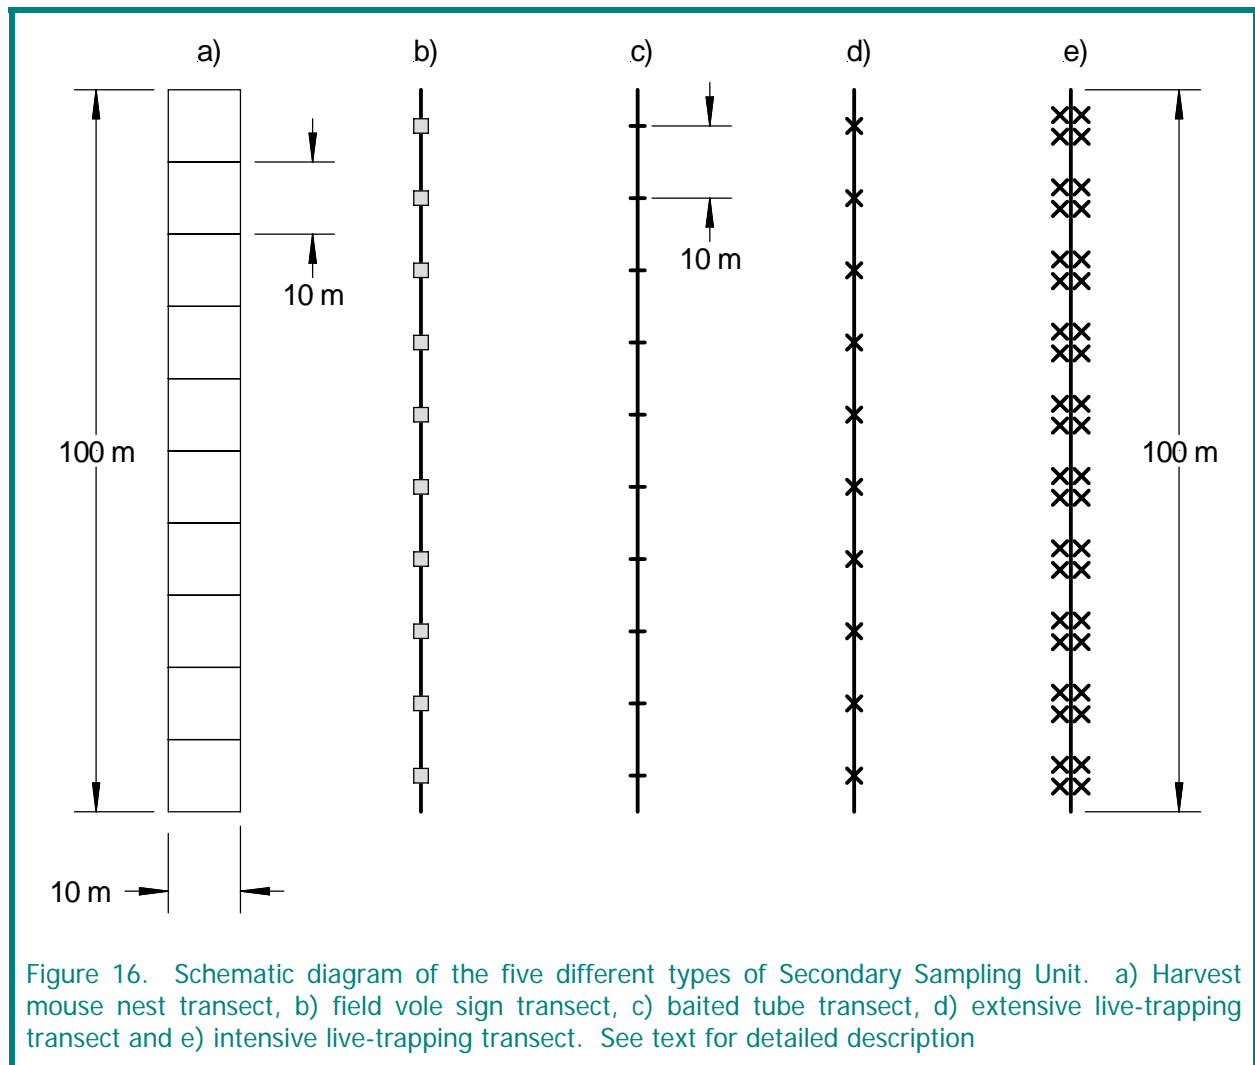 a) b) c) d) e)
10 m
10 m
100 m
100 m
10 m
Figure 16. Schematic diagram of the five different types of Secondary Sampling Unit. a) Harvest
mouse nest transect, b) field vole sign transect, c) baited tube transect, d) extensive live-trapping
transect and e) intensive live-trapping transect. See text for detailed description